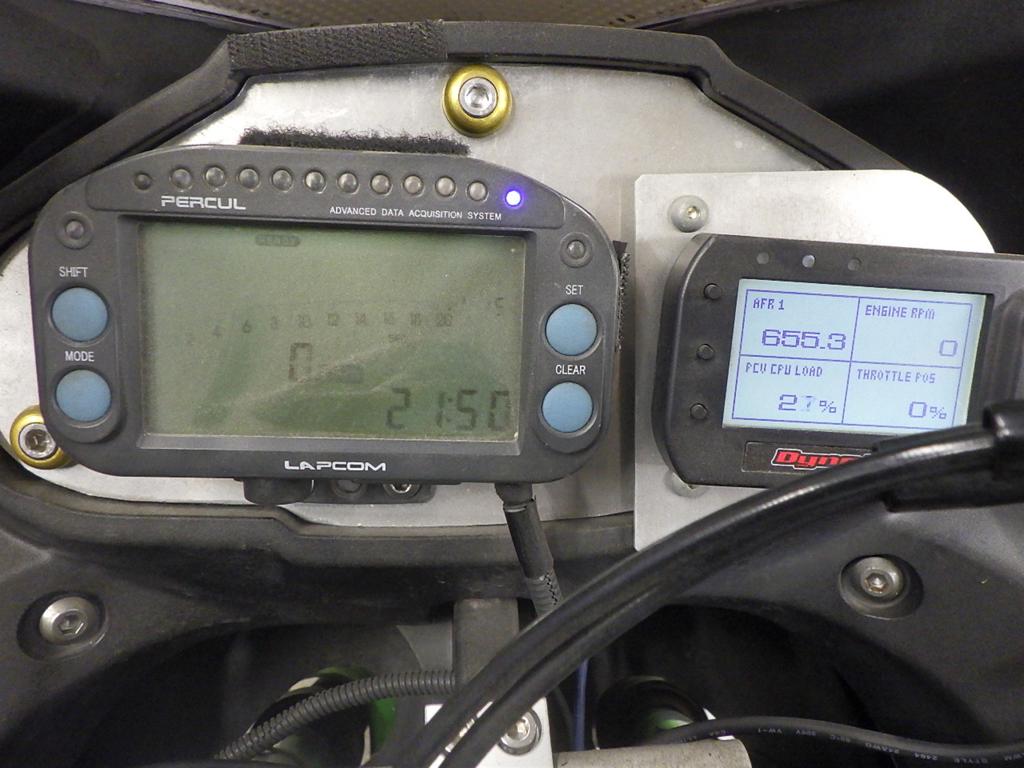 PERCUL
ADVANCED DATA ACQUISITION SYSTEM
READY
SHIFT
MODE
SET
CLEAR
2 4 6 8 10 12 14 16 18 20
0
21:50
LAPCOM
AFR 1
655.3
ENGINE RPM
0
PCV CPU LOAD
%
THROTTLE POS
0%